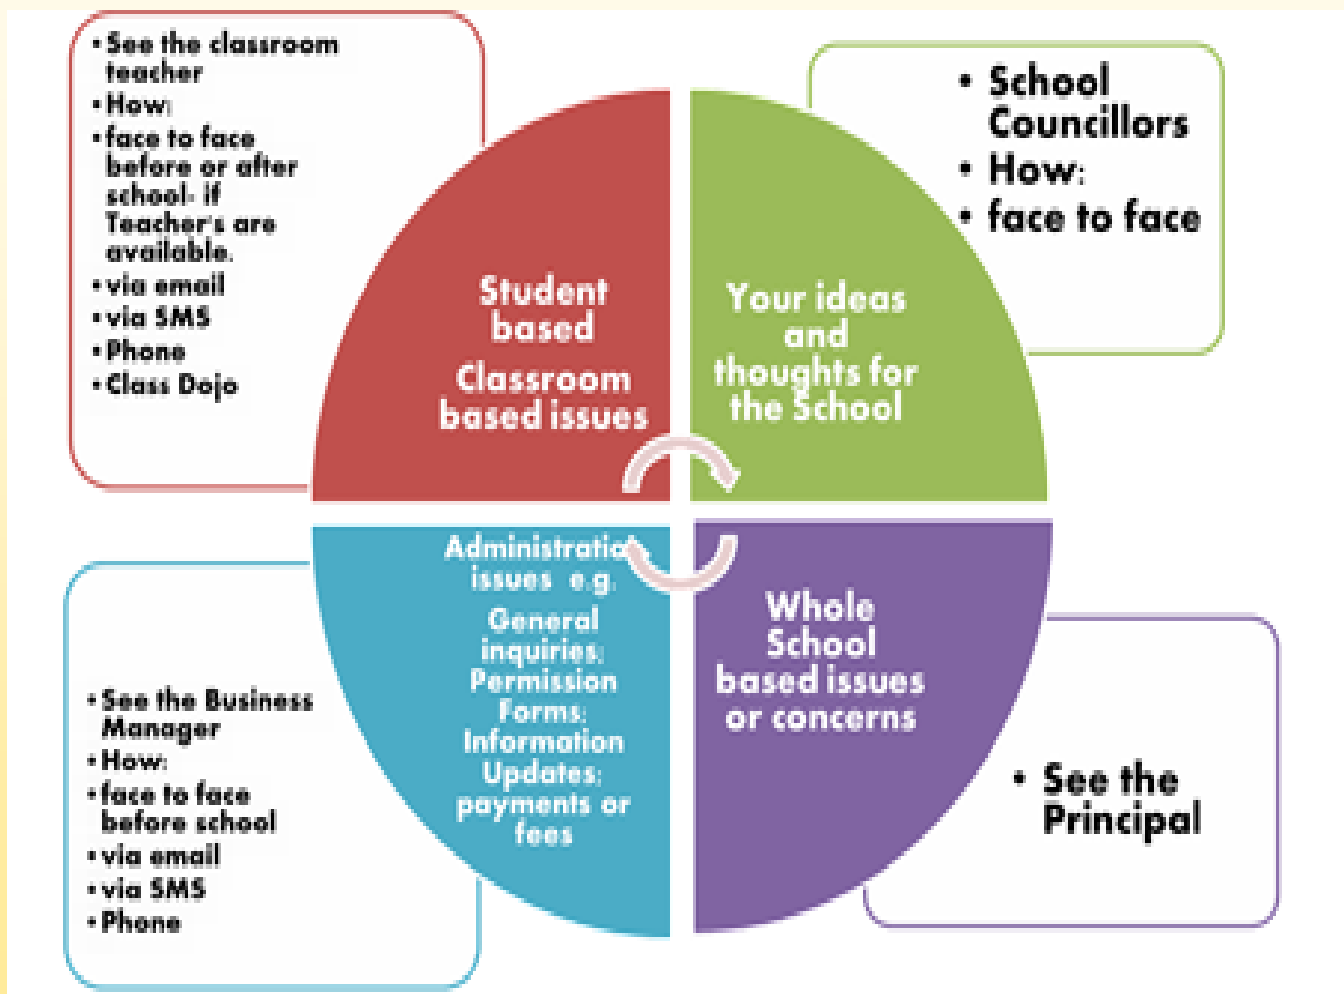 • See the classroom
teacher
• How:
• face to face
before or after
school- if
Teacher's are
available.
• via email
• via SMS
• Phone
• Class Dojo
Student
based
Classroom
based issues
Your ideas
and
thoughts for
the School
• School
Councillors
• How:
• face to face
• See the Business
Manager
• How:
• face to face
before school
• via email
• via SMS
• Phone
Administration
issues e.g.
General
inquiries;
Permission
Forms;
Information
Updates;
payments or
fees
Whole
School
based issues
or concerns
• See the
Principal